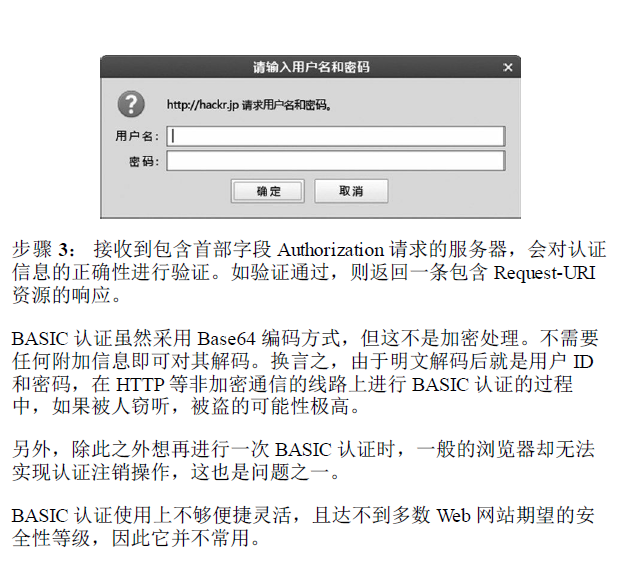 请输入用户名和密码
http://hackr.jp 请求用户名和密码。
用户名:
密码:
确定 取消
步骤 3: 接收到包含首部字段 Authorization 请求的服务器，会对认证
信息的正确性进行验证。如验证通过，则返回一条包含 Request-URI
资源的响应。
BASIC 认证虽然采用 Base64 编码方式，但这不是加密处理。不需要
任何附加信息即可对其解码。换言之，由于明文解码后就是用户 ID
和密码，在 HTTP 等非加密通信的线路上进行 BASIC 认证的过程
中，如果被人窃听，被盗的可能性极高。
另外，除此之外想再进行一次 BASIC 认证时，一般的浏览器却无法
实现认证注销操作，这也是问题之一。
BASIC 认证使用上不够便捷灵活，且达不到多数 Web 网站期望的安
全性等级，因此它并不常用。